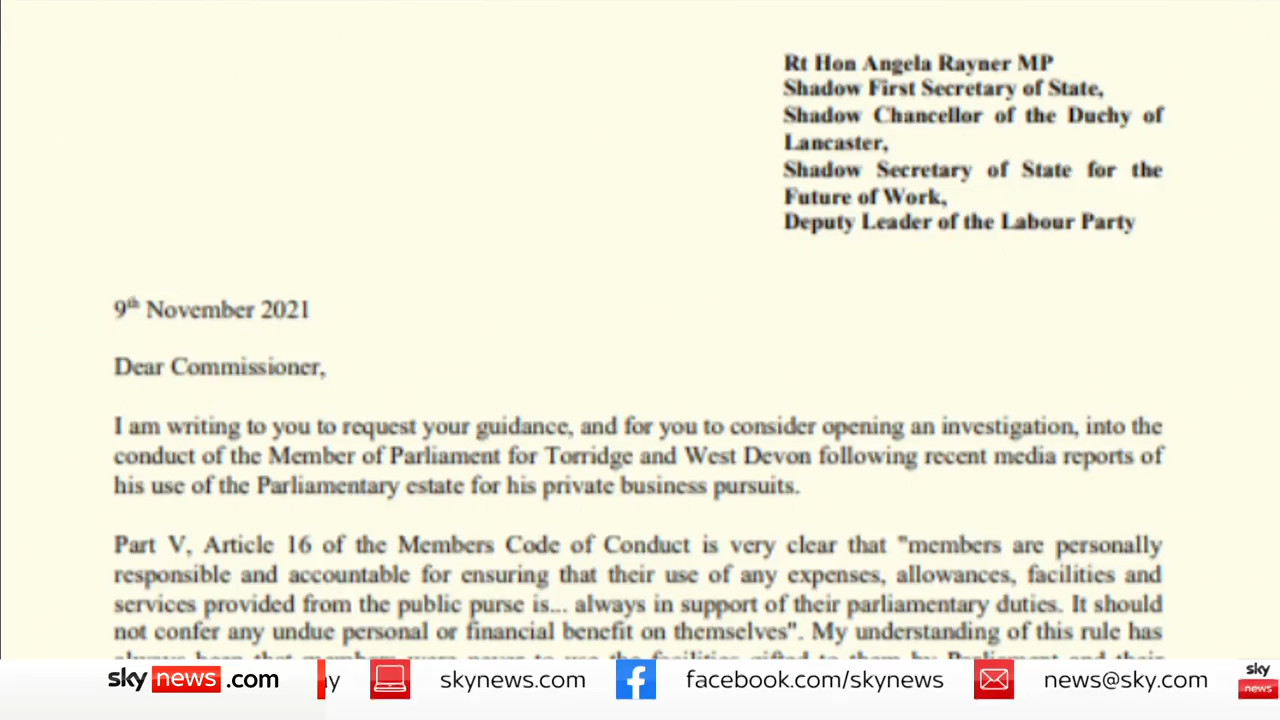 Rt Hon Angela Rayner MP
Shadow First Secretary of State,
Shadow Chancellor of the Duchy of
Lancaster,
Shadow Secretary of State for the
Future of Work,
Deputy Leader of the Labour Party
9th November 2021
Dear Commissioner,
I am writing to you to request your guidance, and for you to consider opening an investigation, into the
conduct of the Member of Parliament for Torridge and West Devon following recent media reports of
his use of the Parliamentary estate for his private business pursuits.
Part V, Article 16 of the Members Code of Conduct is very clear that "members are personally
responsible and accountable for ensuring that their use of any expenses, allowances, facilities and
services provided from the public purse is... always in support of their parliamentary duties. It should
not confer any undue personal or financial benefit on themselves". My understanding of this rule has
sky news .com
skynews.com
facebook.com/skynews
news@sky.com
sky
news